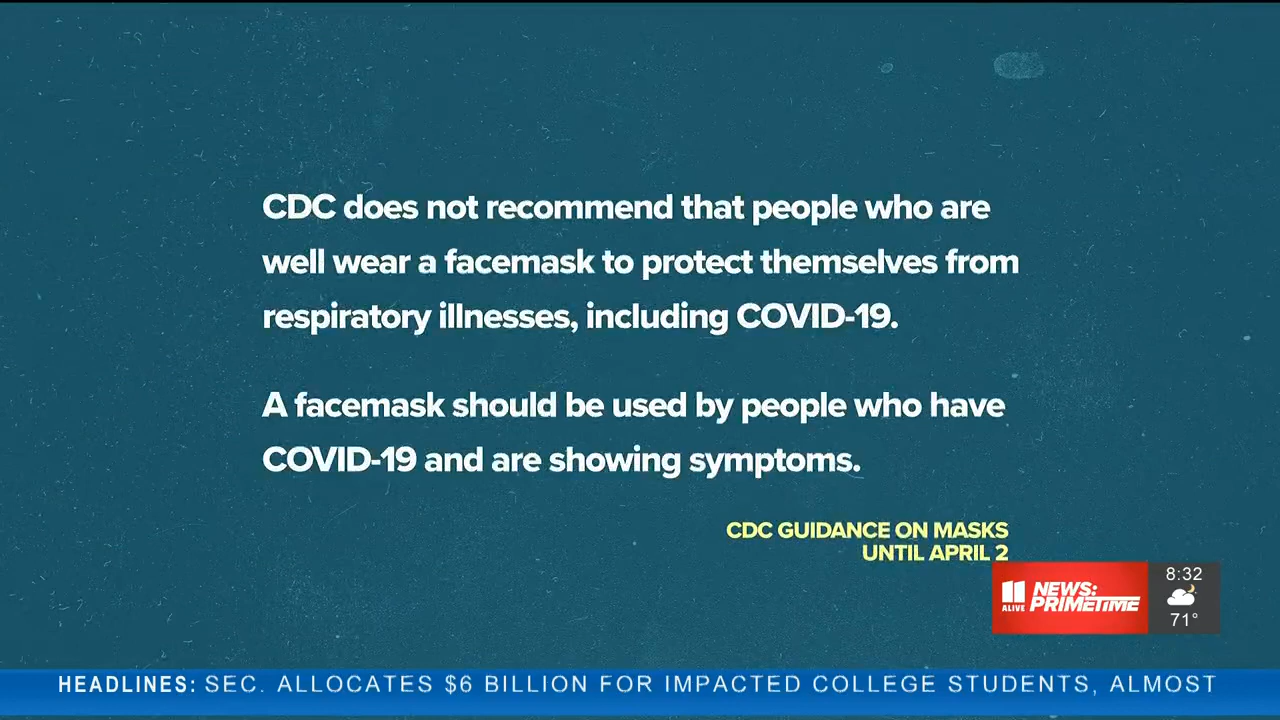 CDC does not recommend that people who are
well wear a facemask to protect themselves from
respiratory illnesses, including COVID-19.
A facemask should be used by people who have
COVID-19 and are showing symptoms.
CDC GUIDANCE ON MASKS
UNTIL APRIL 2
11 ALIVE NEWS: PRIMETIME
8:32
71°
HEADLINES: SEC. ALLOCATES $6 BILLION FOR IMPACTED COLLEGE STUDENTS, ALMOST